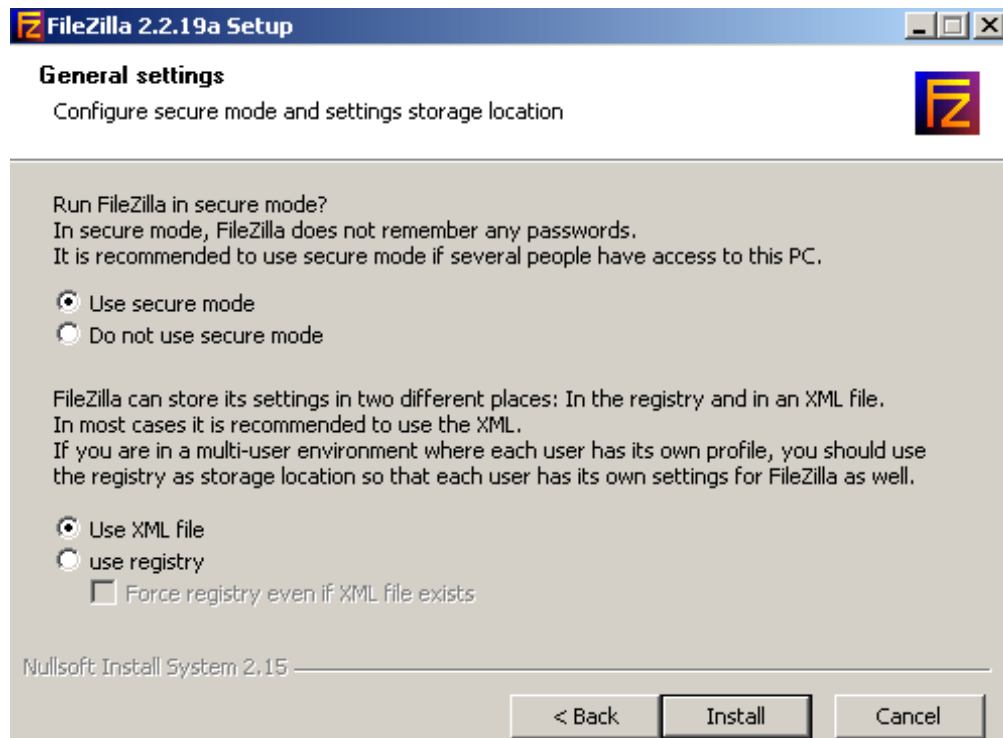 FileZilla 2.2.19a Setup
General settings
Configure secure mode and settings storage location
Run FileZilla in secure mode?
In secure mode, FileZilla does not remember any passwords.
It is recommended to use secure mode if several people have access to this PC.
Use secure mode
Do not use secure mode
FileZilla can store its settings in two different places: In the registry and in an XML file.
In most cases it is recommended to use the XML.
If you are in a multi-user environment where each user has its own profile, you should use
the registry as storage location so that each user has its own settings for FileZilla as well.
Use XML file
use registry
Force registry even if XML file exists
Nullsoft Install System 2.15
< Back Install Cancel